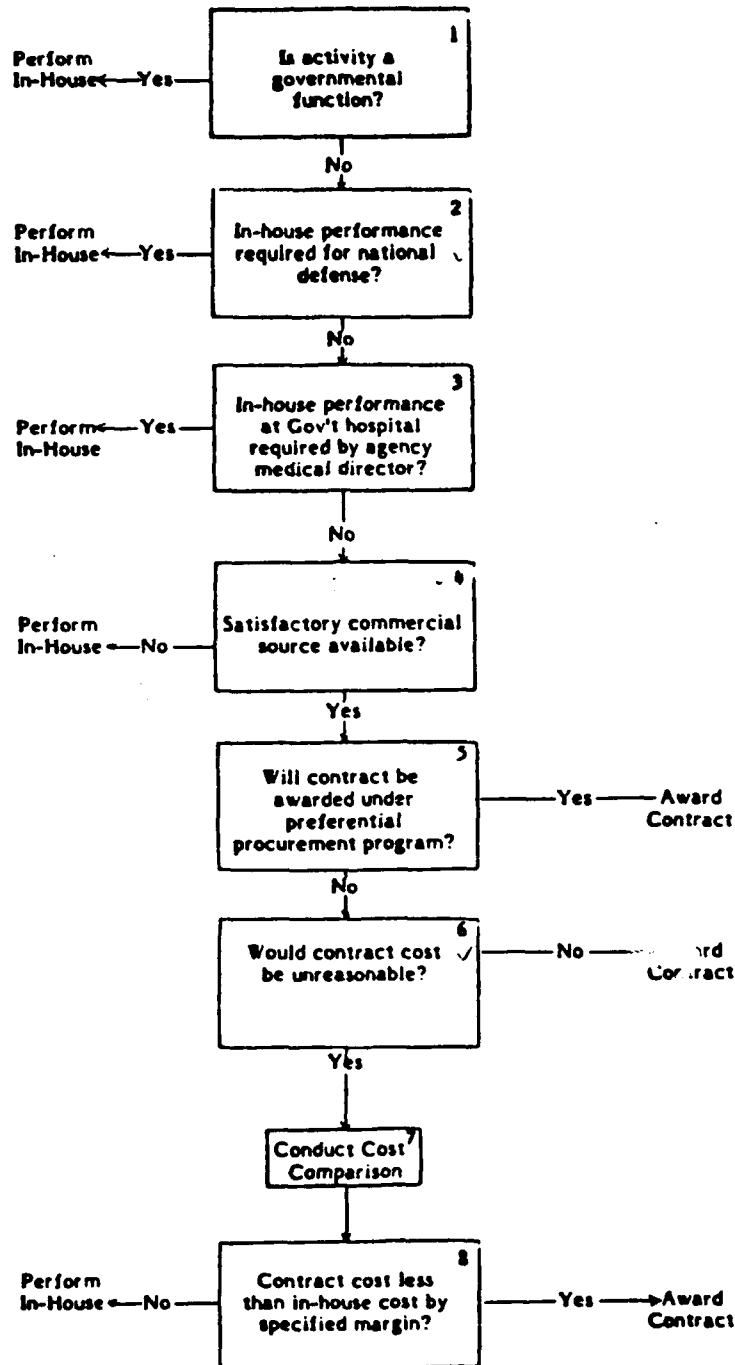 1
Is activity a
governmental
function?
Perform
In-House
Yes
No
2
In-house performance
required for national
defense?
Perform
In-House
Yes
No
3
In-house performance
at Gov't hospital
required by agency
medical director?
Perform
In-House
Yes
No
4
Satisfactory commercial
source available?
Perform
In-House
No
Yes
5
Will contract be
awarded under
preferential
procurement program?
Yes
Award
Contract
No
6
Would contract cost
be unreasonable?
No
Contract
Yes
7
Conduct Cost
Comparison
8
Contract cost less
than in-house cost by
specified margin?
Perform
In-House
No
Yes
Award
Contract